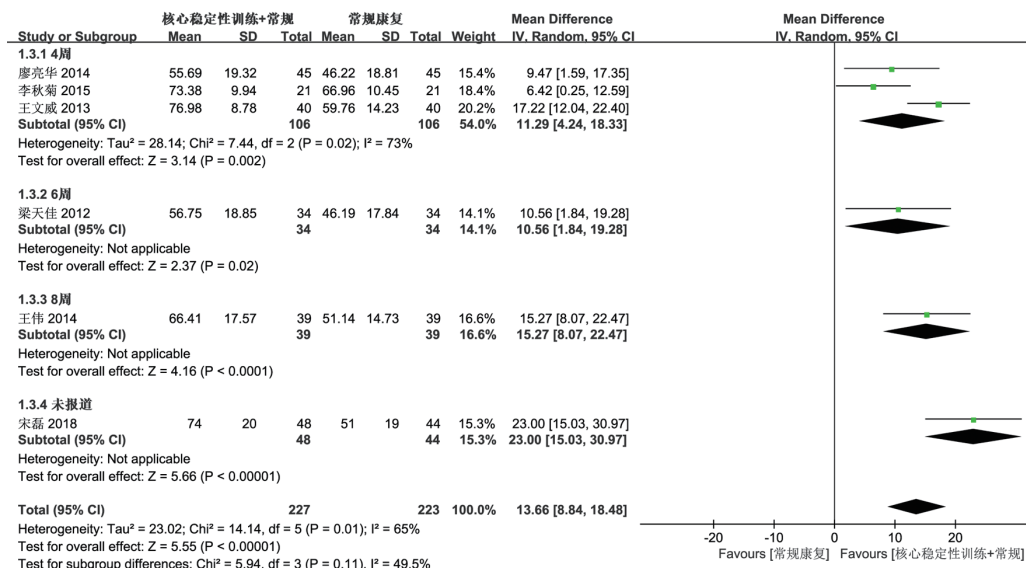 核心稳定性训练+常规 常规康复 Mean Difference Mean Difference
Study or Subgroup Mean SD Total Mean SD Total Weight IV, Random, 95% CI IV, Random, 95% CI
1.3.1 4周
廖亮华 2014 55.69 19.32 45 46.22 18.81 45 15.4% 9.47 [1.59, 17.35]
李秋菊 2015 73.38 9.94 21 66.96 10.45 21 18.4% 6.42 [0.25, 12.59]
王文威 2013 76.98 8.78 40 59.76 14.23 40 20.2% 17.22 [12.04, 22.40]
Subtotal (95% CI) 106 106 54.0% 11.29 [4.24, 18.33]
Heterogeneity: Tau² = 28.14; Chi² = 7.44, df = 2 (P = 0.02); I² = 73%
Test for overall effect: Z = 3.14 (P = 0.002)
1.3.2 6周
梁天佳 2012 56.75 18.85 34 46.19 17.84 34 14.1% 10.56 [1.84, 19.28]
Subtotal (95% CI) 34 34 14.1% 10.56 [1.84, 19.28]
Heterogeneity: Not applicable
Test for overall effect: Z = 2.37 (P = 0.02)
1.3.3 8周
王伟 2014 66.41 17.57 39 51.14 14.73 39 16.6% 15.27 [8.07, 22.47]
Subtotal (95% CI) 39 39 16.6% 15.27 [8.07, 22.47]
Heterogeneity: Not applicable
Test for overall effect: Z = 4.16 (P < 0.0001)
1.3.4 未报道
宋磊 2018 74 20 48 51 19 44 15.3% 23.00 [15.03, 30.97]
Subtotal (95% CI) 48 44 15.3% 23.00 [15.03, 30.97]
Heterogeneity: Not applicable
Test for overall effect: Z = 5.66 (P < 0.00001)
Total (95% CI) 227 223 100.0% 13.66 [8.84, 18.48]
Heterogeneity: Tau² = 23.02; Chi² = 14.14, df = 5 (P = 0.01); I² = 65%
Test for overall effect: Z = 5.55 (P < 0.00001)
Test for subgroup differences: Chi² = 5.94, df = 3 (P = 0.11), I² = 49.5%
-20 -10 0 10 20
Favours [常规康复] Favours [核心稳定性训练+常规]